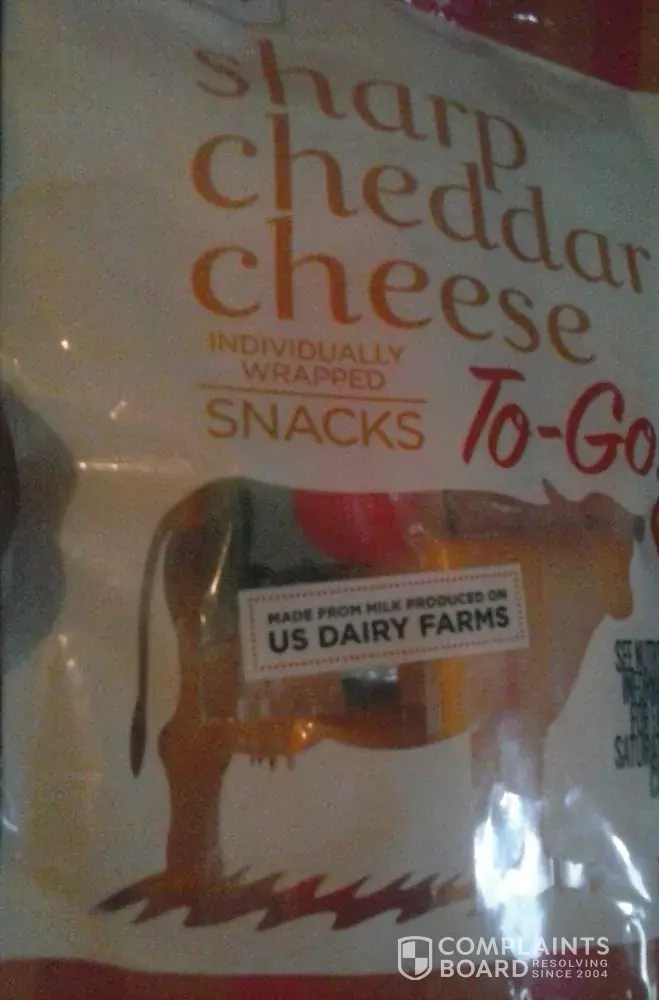 sharp
cheddar
cheese
INDIVIDUALLY
WRAPPED
SNACKS
To-Go
MADE FROM MILK PRODUCED ON
US DAIRY FARMS
SEE
COMPLAINTS
BOARD
RESOLVING
SINCE 2004